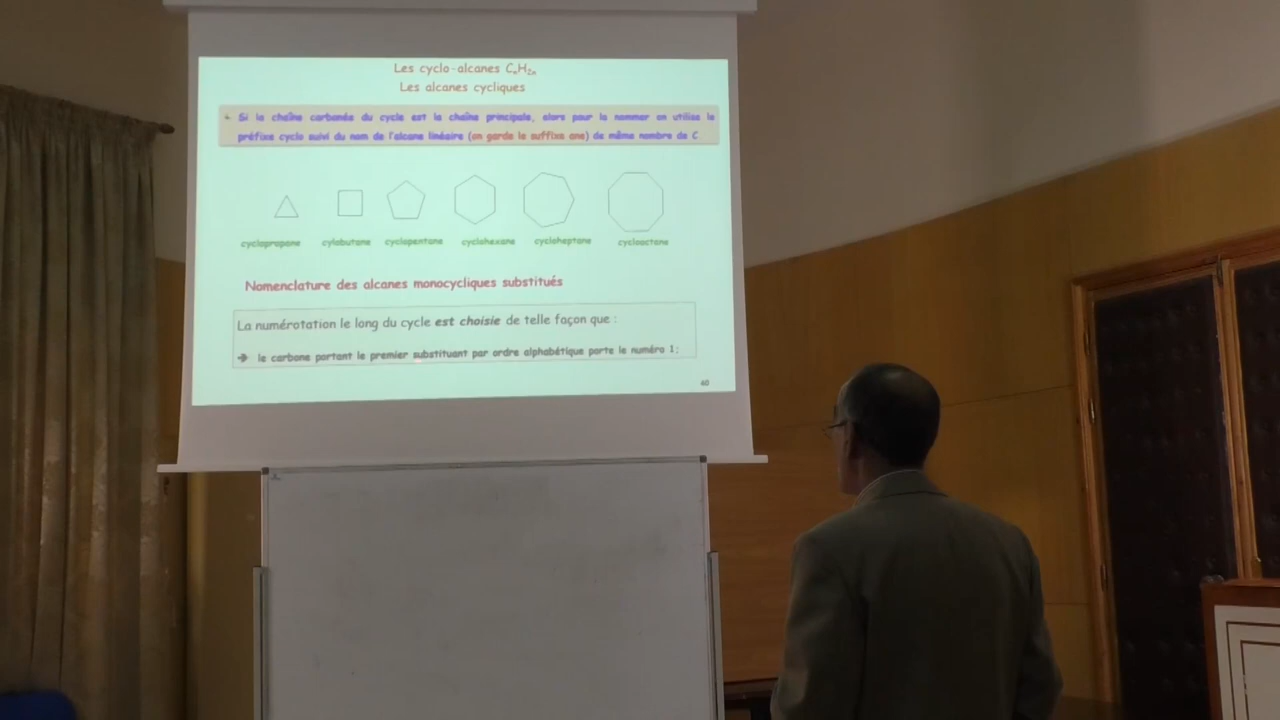 Les cyclo-alcanes CnH2n
Les alcanes cycliques
Si la chaîne carbonée du cycle est la chaîne principale, alors pour la nommer on utilise le
préfixe cyclo suivi du nom de l'alcane linéaire (on garde le suffixe ane) de même nombre de C
cyclopropane cylobutane cyclopentane cyclohexane cycloheptane cyclooctane
Nomenclature des alcanes monocycliques substitués
La numérotation le long du cycle est choisie de telle façon que :
➔ le carbone portant le premier substituant par ordre alphabétique porte le numéro 1:
60